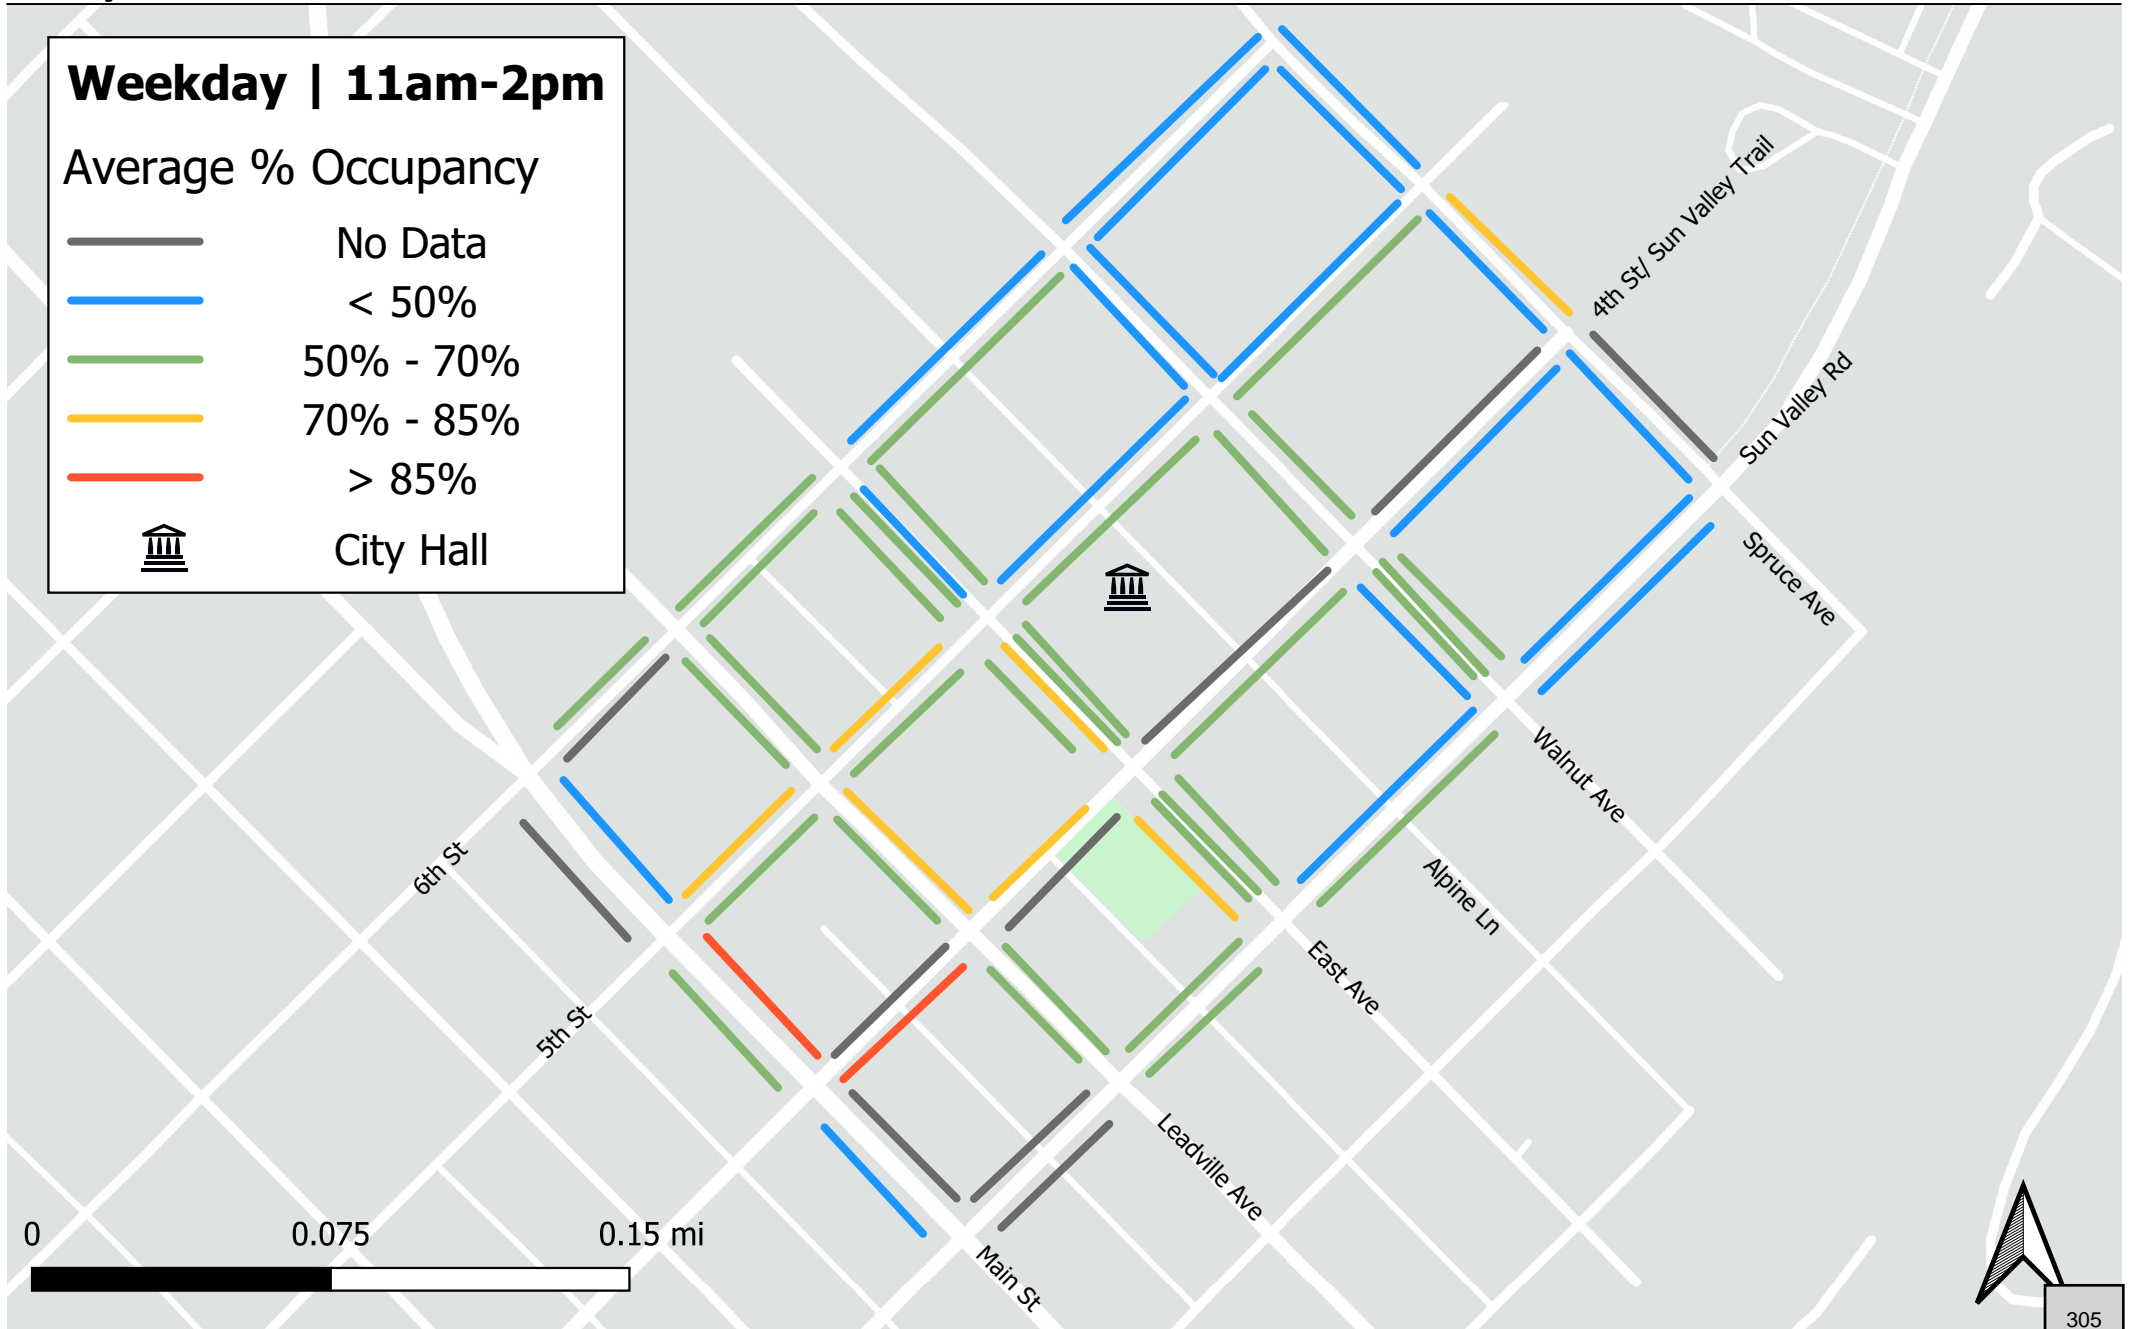 Weekday | 11am-2pm
Average % Occupancy
No Data
< 50%
50% - 70%
70% - 85%
> 85%
City Hall
4th St/ Sun Valley Trail
Sun Valley Rd
Spruce Ave
Walnut Ave
Alpine Ln
East Ave
Leadville Ave
Main St
6th St
5th St
0 0.075 0.15 mi
305